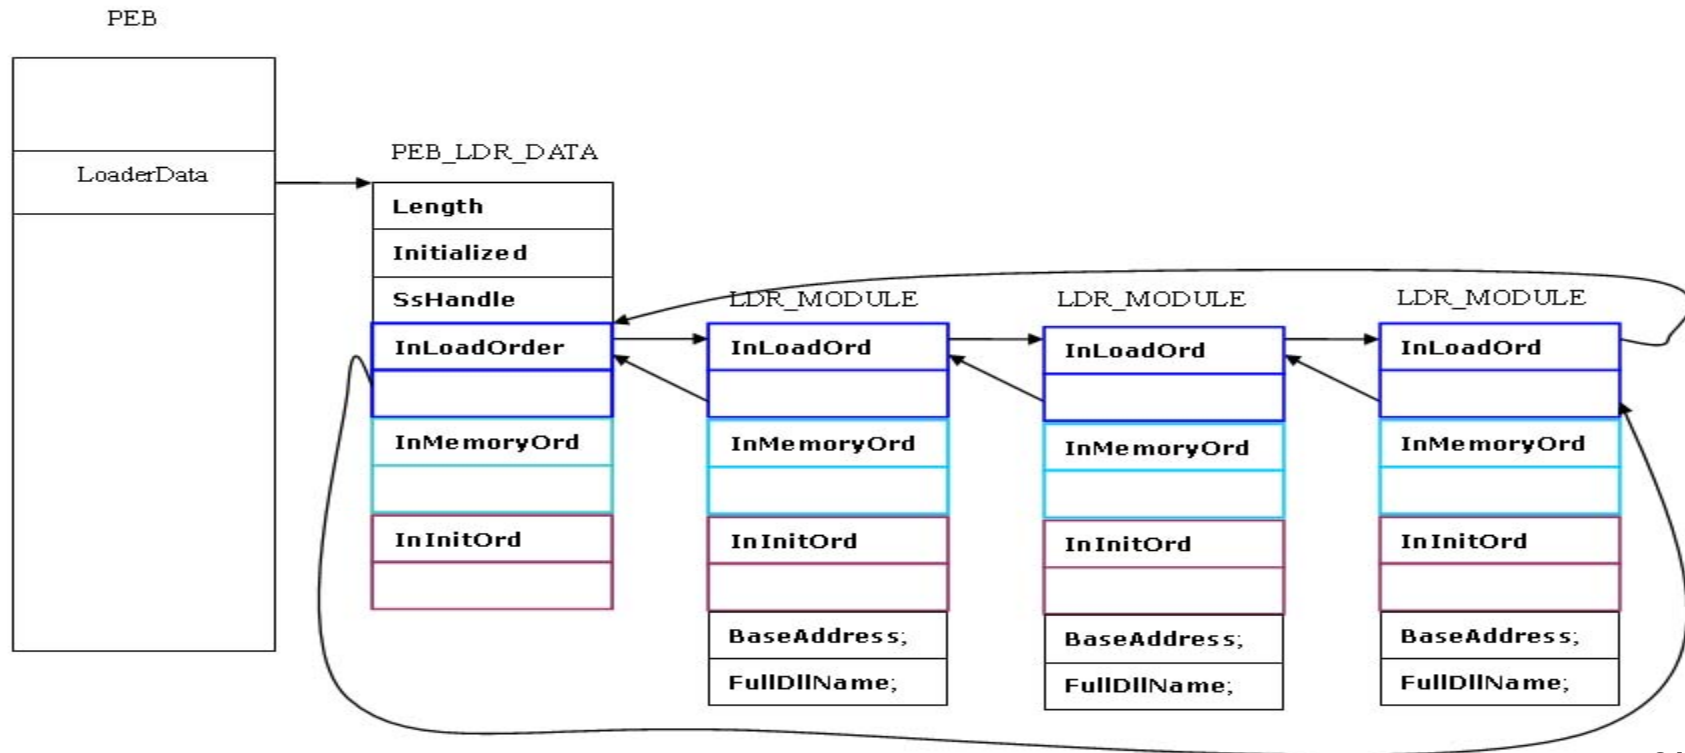 PEB
LoaderData
PEB_LDR_DATA
Length
Initialized
SsHandle
InLoadOrder
InMemoryOrd
InInitOrd
LDR_MODULE
InLoadOrd
InMemoryOrd
InInitOrd
BaseAddress;
FullDllName;
LDR_MODULE
InLoadOrd
InMemoryOrd
InInitOrd
BaseAddress;
FullDllName;
LDR_MODULE
InLoadOrd
InMemoryOrd
InInitOrd
BaseAddress;
FullDllName;